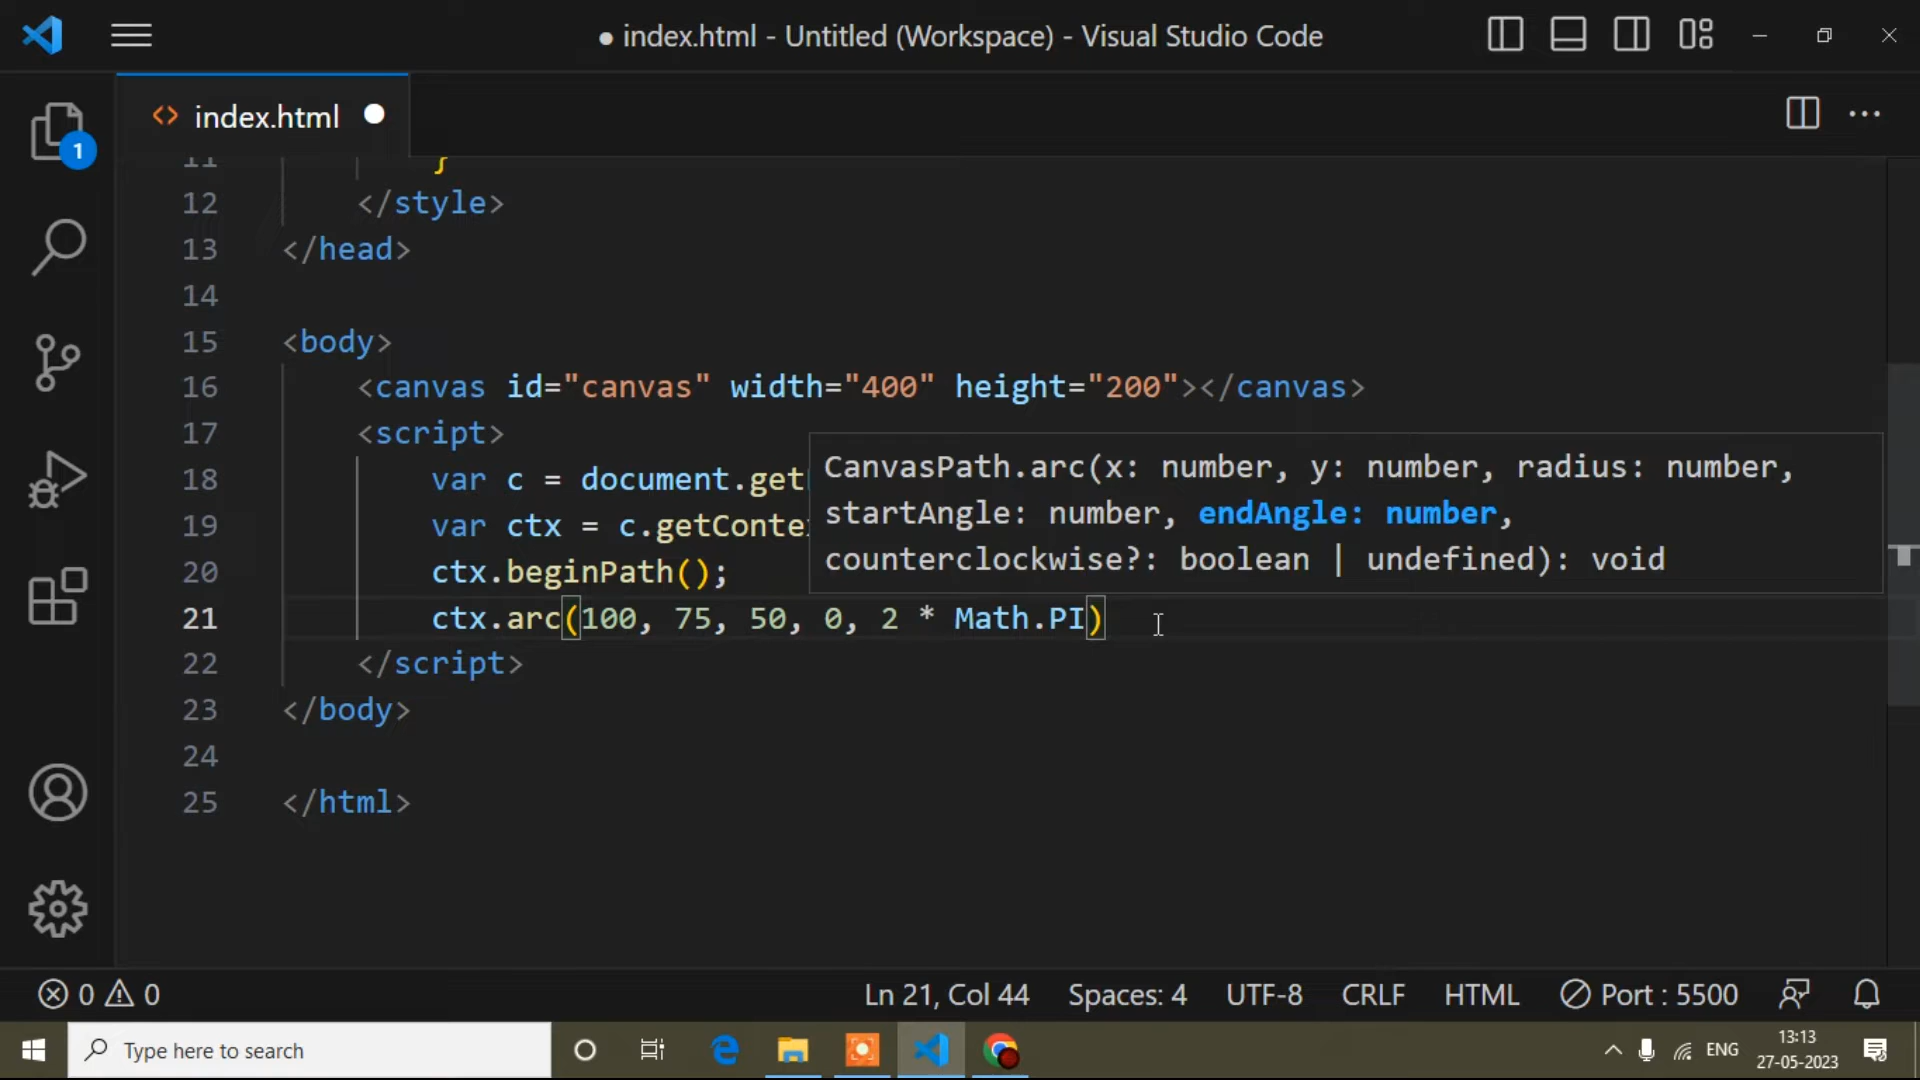 ● index.html - Untitled (Workspace) - Visual Studio Code
<> index.html
1
11 }
12 </style>
13 </head>
14
15 <body>
16 <canvas id="canvas" width="400" height="200"></canvas>
17 <script>
CanvasPath.arc(x: number, y: number, radius: number,
18 var c = document.get
startAngle: number, endAngle: number,
19 var ctx = c.getConte
counterclockwise?: boolean | undefined): void
20 ctx.beginPath();
21 ctx.arc(100, 75, 50, 0, 2 * Math.PI)
22 </script>
23 </body>
24
25 </html>
0 0 Ln 21, Col 44 Spaces: 4 UTF-8 CRLF HTML Port : 5500
Type here to search
ENG
13:13
27-05-2023